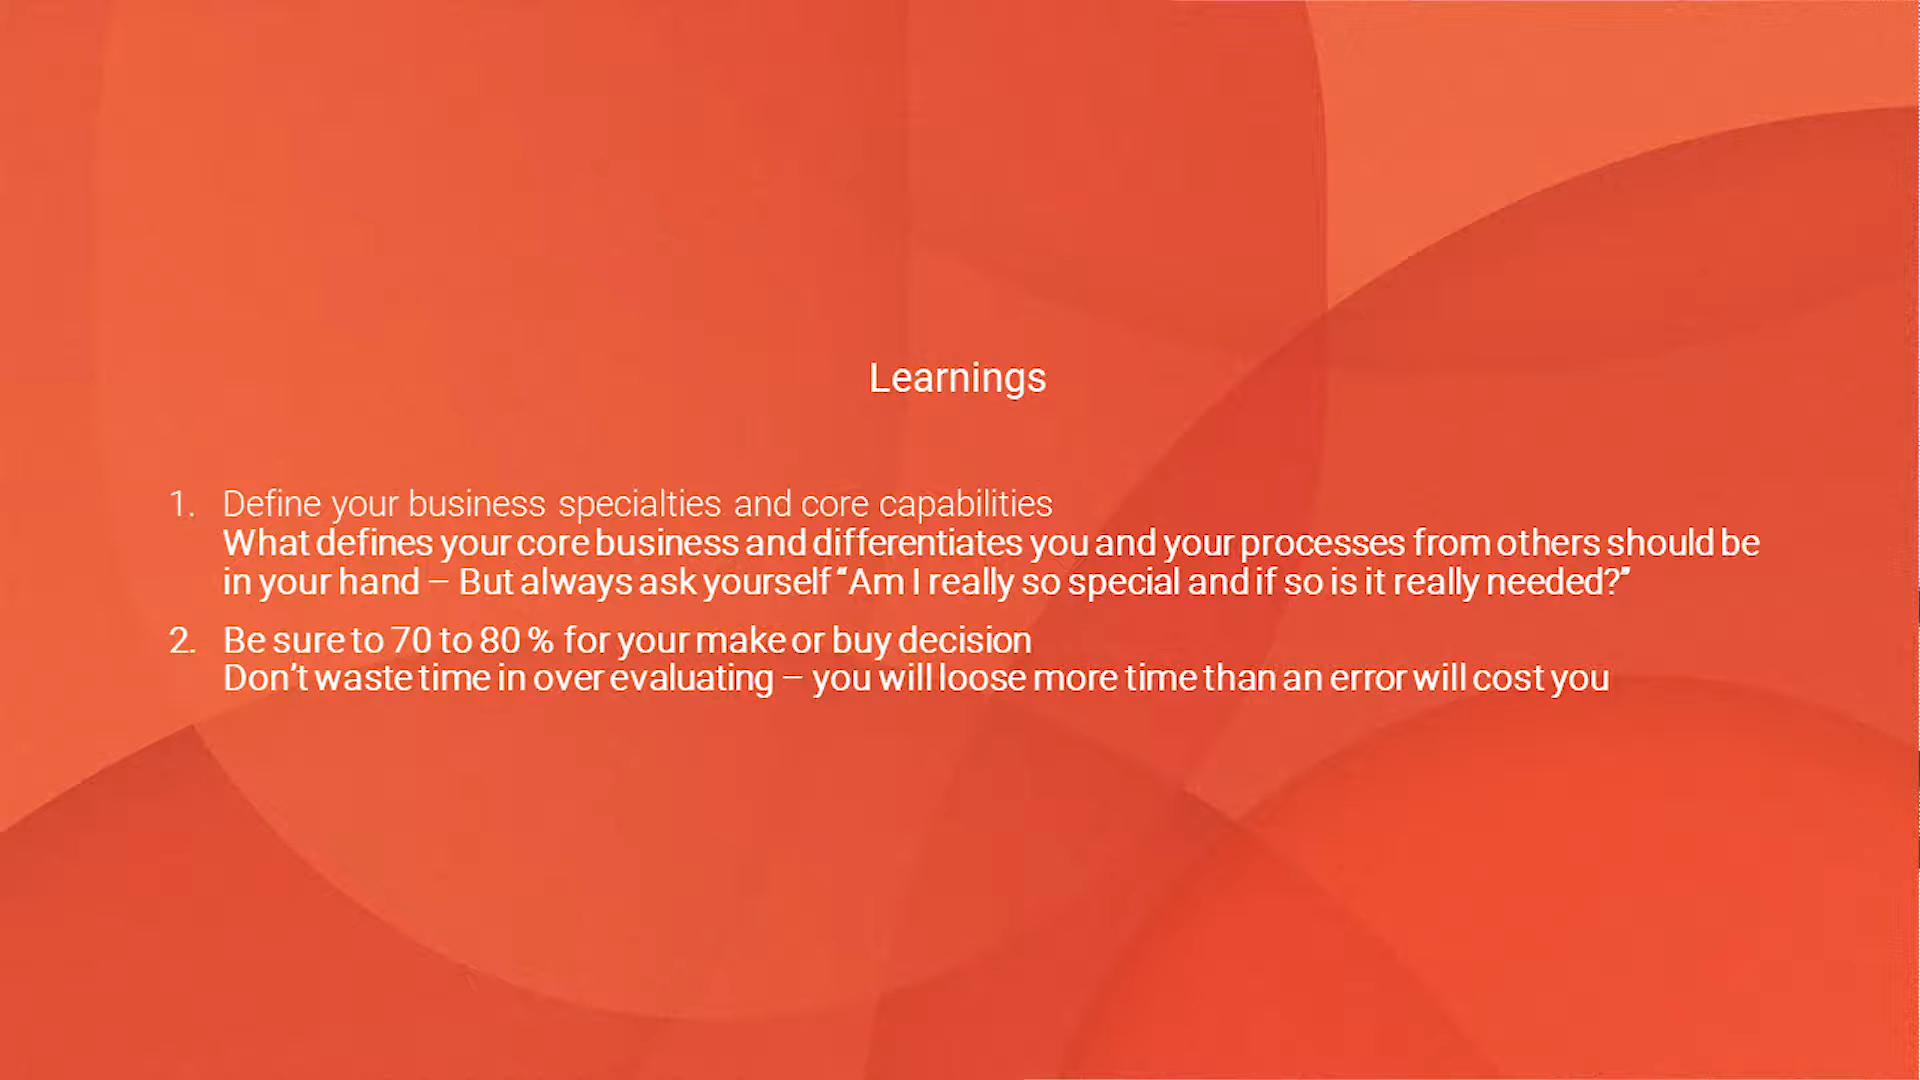 Learnings
1. Define your business specialties and core capabilities
What defines your core business and differentiates you and your processes from others should be
in your hand – But always ask yourself “Am I really so special and if so is it really needed?”
2. Be sure to 70 to 80 % for your make or buy decision
Don’t waste time in over evaluating – you will loose more time than an error will cost you